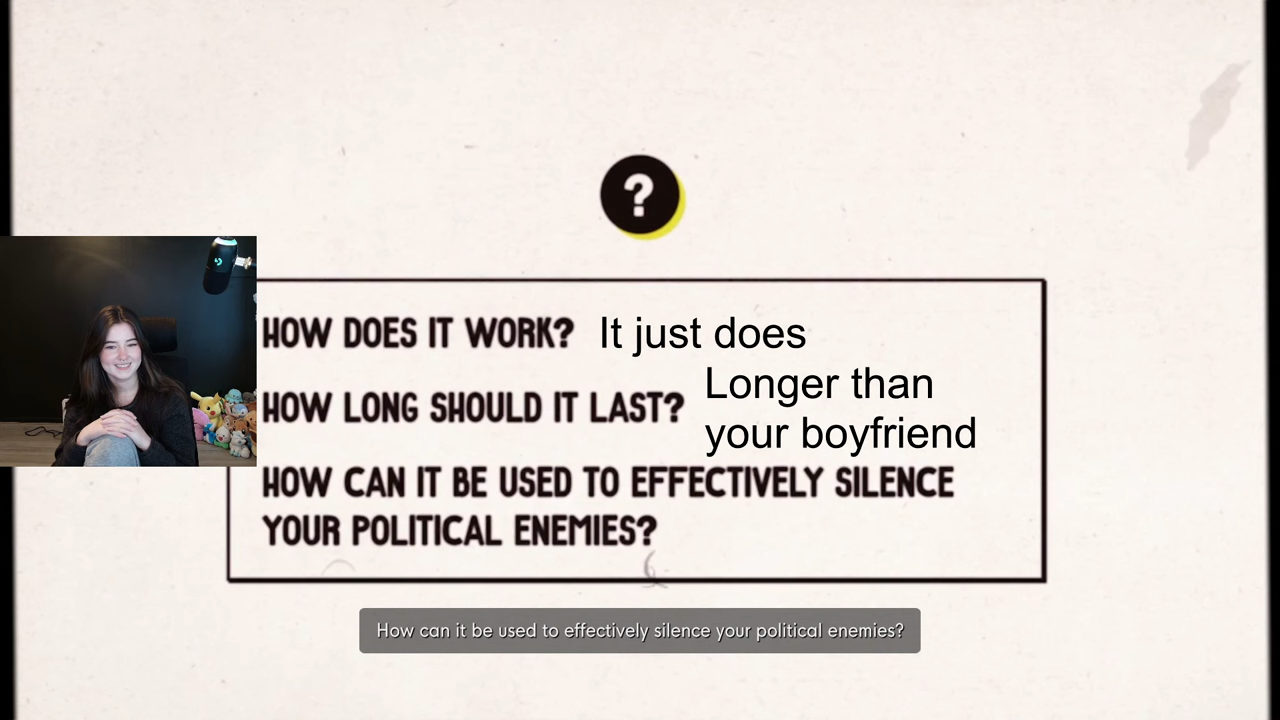 ?
HOW DOES IT WORK? It just does
HOW LONG SHOULD IT LAST? Longer than
your boyfriend
HOW CAN IT BE USED TO EFFECTIVELY SILENCE
YOUR POLITICAL ENEMIES?
How can it be used to effectively silence your political enemies?